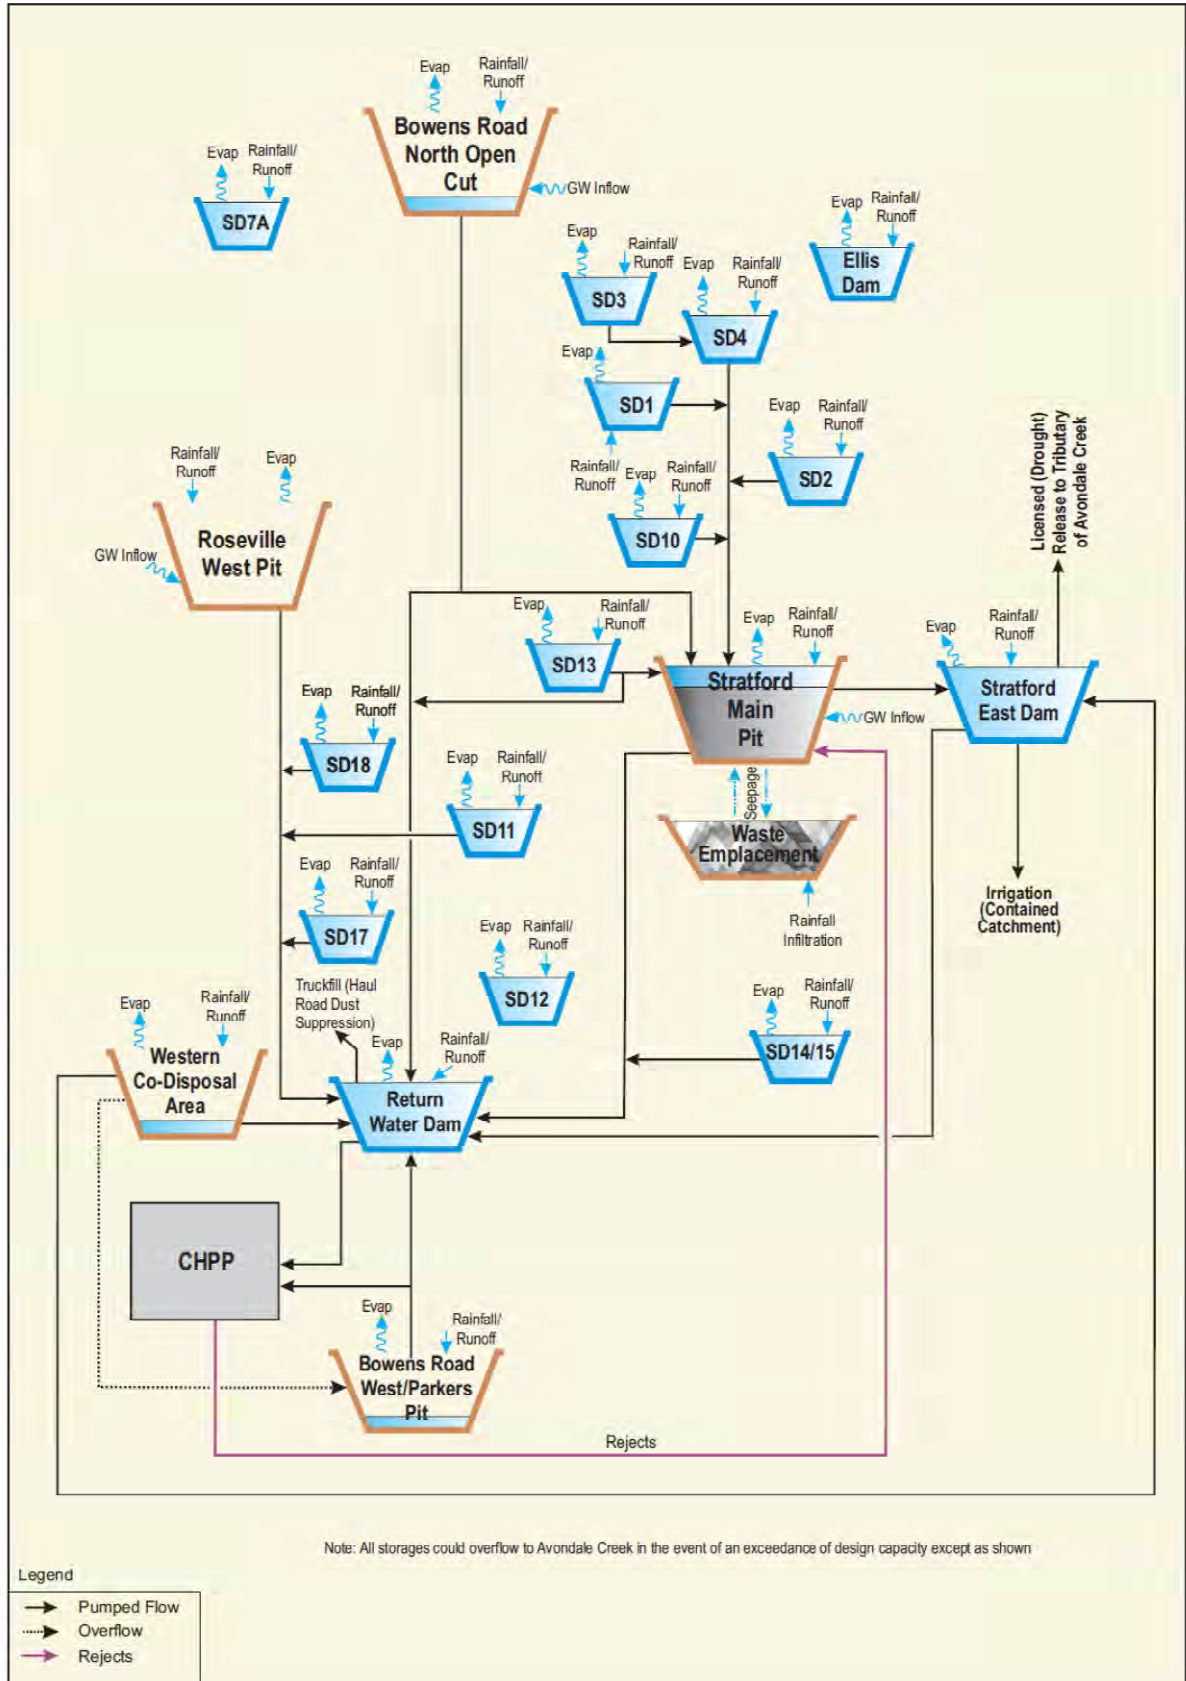 Evap
Rainfall/
Runoff
Bowens Road
North Open
Cut
GW Inflow
Evap
Rainfall/
Runoff
SD7A
Evap
Rainfall/
Runoff
SD3
Evap
Rainfall/
Runoff
SD4
Evap
Rainfall/
Runoff
Ellis
Dam
Evap
SD1
Rainfall/
Runoff
Evap
Rainfall/
Runoff
SD2
Evap
Rainfall/
Runoff
SD10
Licensed (Drought)
Release to Tributary
of Avondale Creek
Rainfall/
Runoff
Evap
Roseville
West Pit
GW Inflow
Evap
Rainfall/
Runoff
SD13
Evap
Rainfall/
Runoff
Stratford
Main
Pit
GW Inflow
Evap
Rainfall/
Runoff
Stratford
East Dam
Evap
Rainfall/
Runoff
SD18
Evap
Rainfall/
Runoff
SD11
Seepage
Waste
Emplacement
Rainfall
Infiltration
Irrigation
(Contained
Catchment)
Evap
Rainfall/
Runoff
SD17
Evap
Rainfall/
Runoff
SD12
Truckfill (Haul
Road Dust
Suppression)
Evap
Rainfall/
Runoff
SD14/15
Evap
Rainfall/
Runoff
Western
Co-Disposal
Area
Evap
Rainfall/
Runoff
Return
Water Dam
CHPP
Evap
Rainfall/
Runoff
Bowens Road
West/Parkers
Pit
Rejects
Note: All storages could overflow to Avondale Creek in the event of an exceedance of design capacity except as shown
Legend
Pumped Flow
Overflow
Rejects